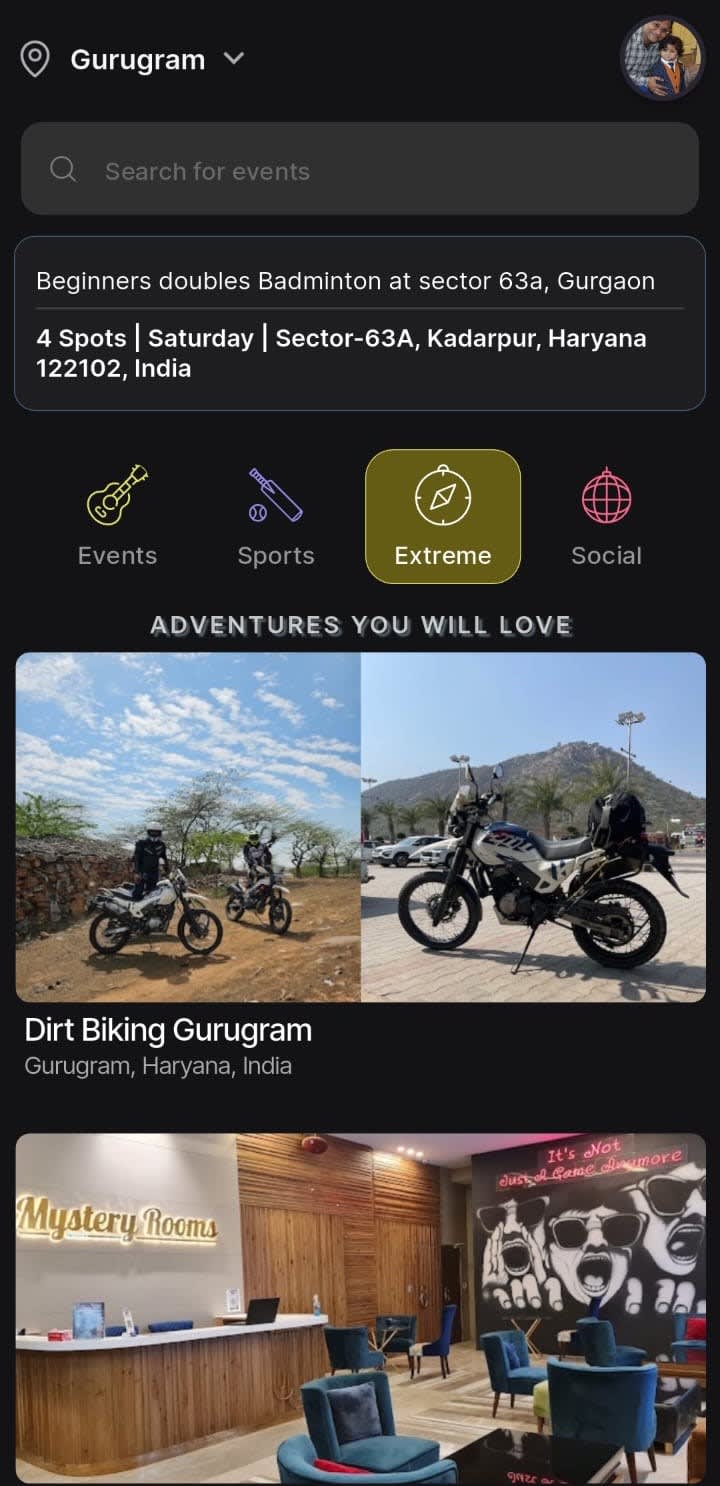 Gurugram
Search for events
Beginners doubles Badminton at sector 63a, Gurgaon
4 Spots | Saturday | Sector-63A, Kadarpur, Haryana
122102, India
Events
Sports
Extreme
Social
ADVENTURES YOU WILL LOVE
Dirt Biking Gurugram
Gurugram, Haryana, India
Mystery Rooms
It's Not
Just A Game Anymore